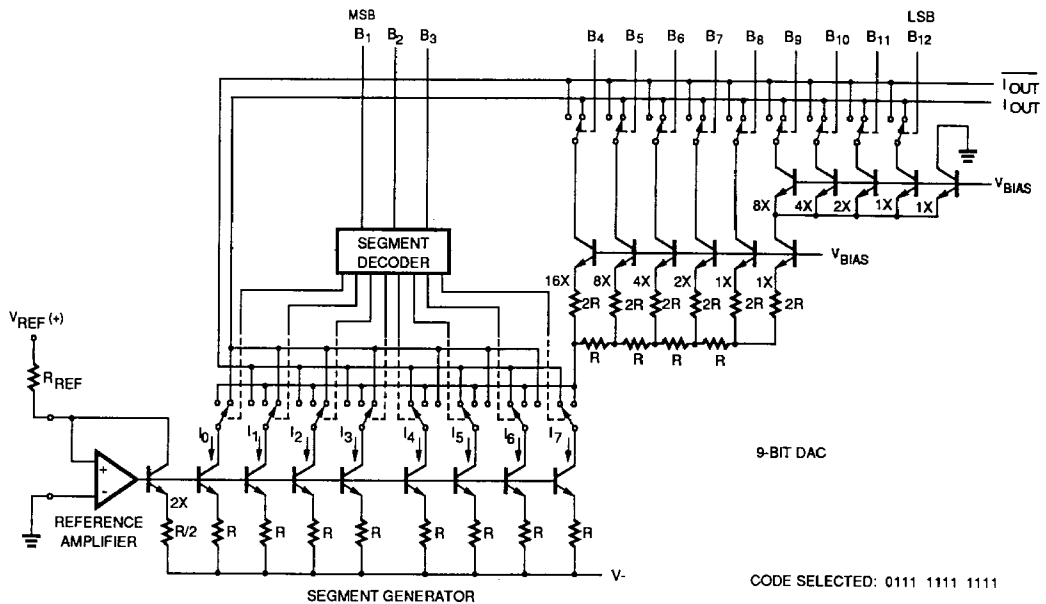 MSB
LSB
B1 B2 B3 B4 B5 B6 B7 B8 B9 B10 B11 B12
IOUT
IOUT
8X 4X 2X 1X 1X
VBIAS
SEGMENT DECODER
VBIAS
16X 8X 4X 2X 1X 1X
2R 2R 2R 2R 2R 2R
R R R R
VREF (+)
RREF
I0 I1 I2 I3 I4 I5 I6 I7
9-BIT DAC
+
-
2X
REFERENCE AMPLIFIER
R/2 R R R R R R R R
V-
SEGMENT GENERATOR
CODE SELECTED: 0111 1111 1111